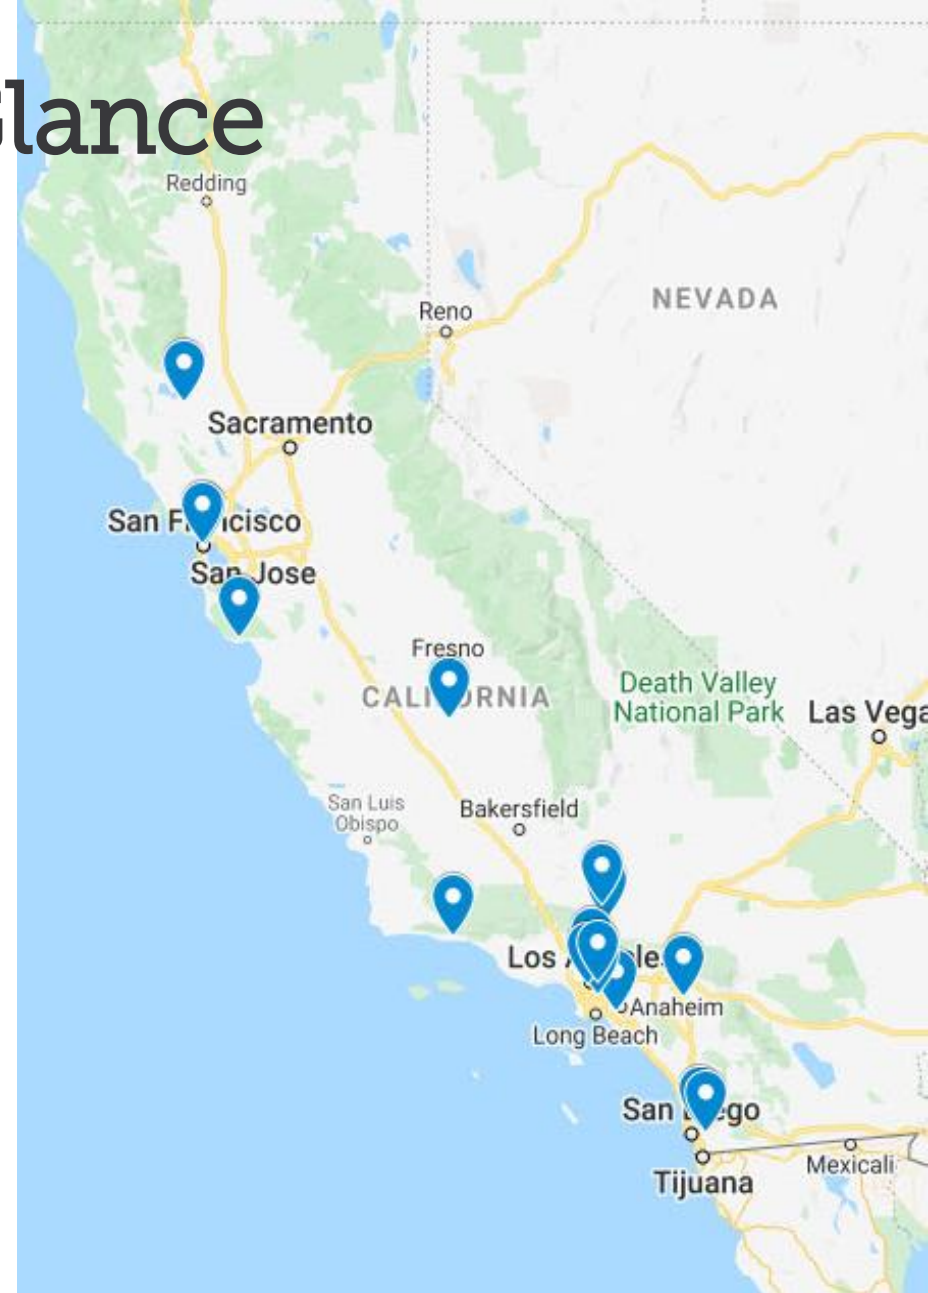 Glance
Redding
Reno
NEVADA
Sacramento
San Francisco
San Jose
Fresno
CALIFORNIA
Death Valley
National Park
Las Vega
San Luis
Obispo
Bakersfield
Los Angeles
Anaheim
Long Beach
San Diego
Tijuana
Mexicali